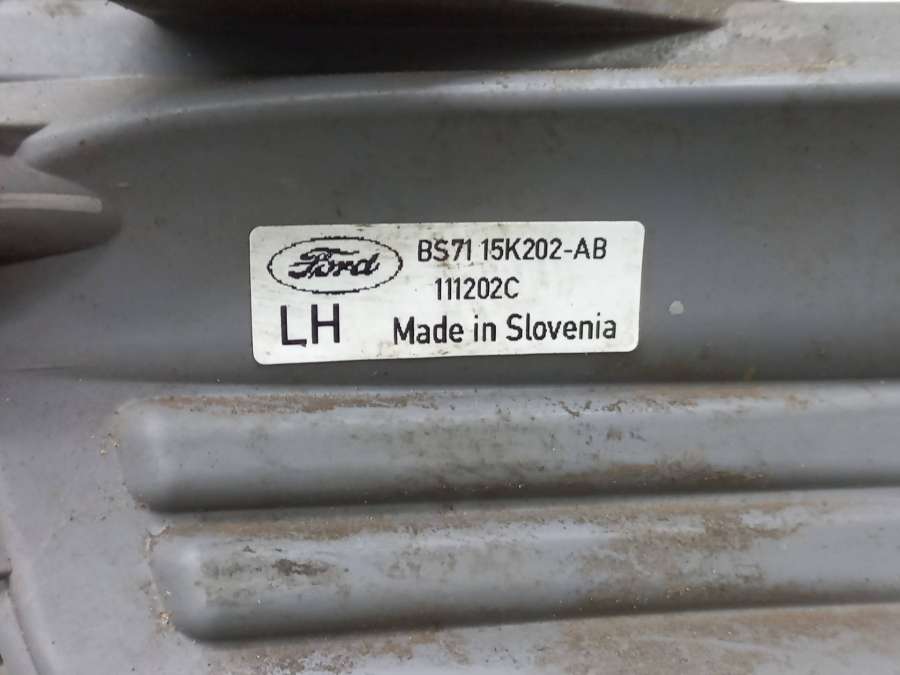 Ford BS71 15K202-AB
111202C
LH Made in Slovenia